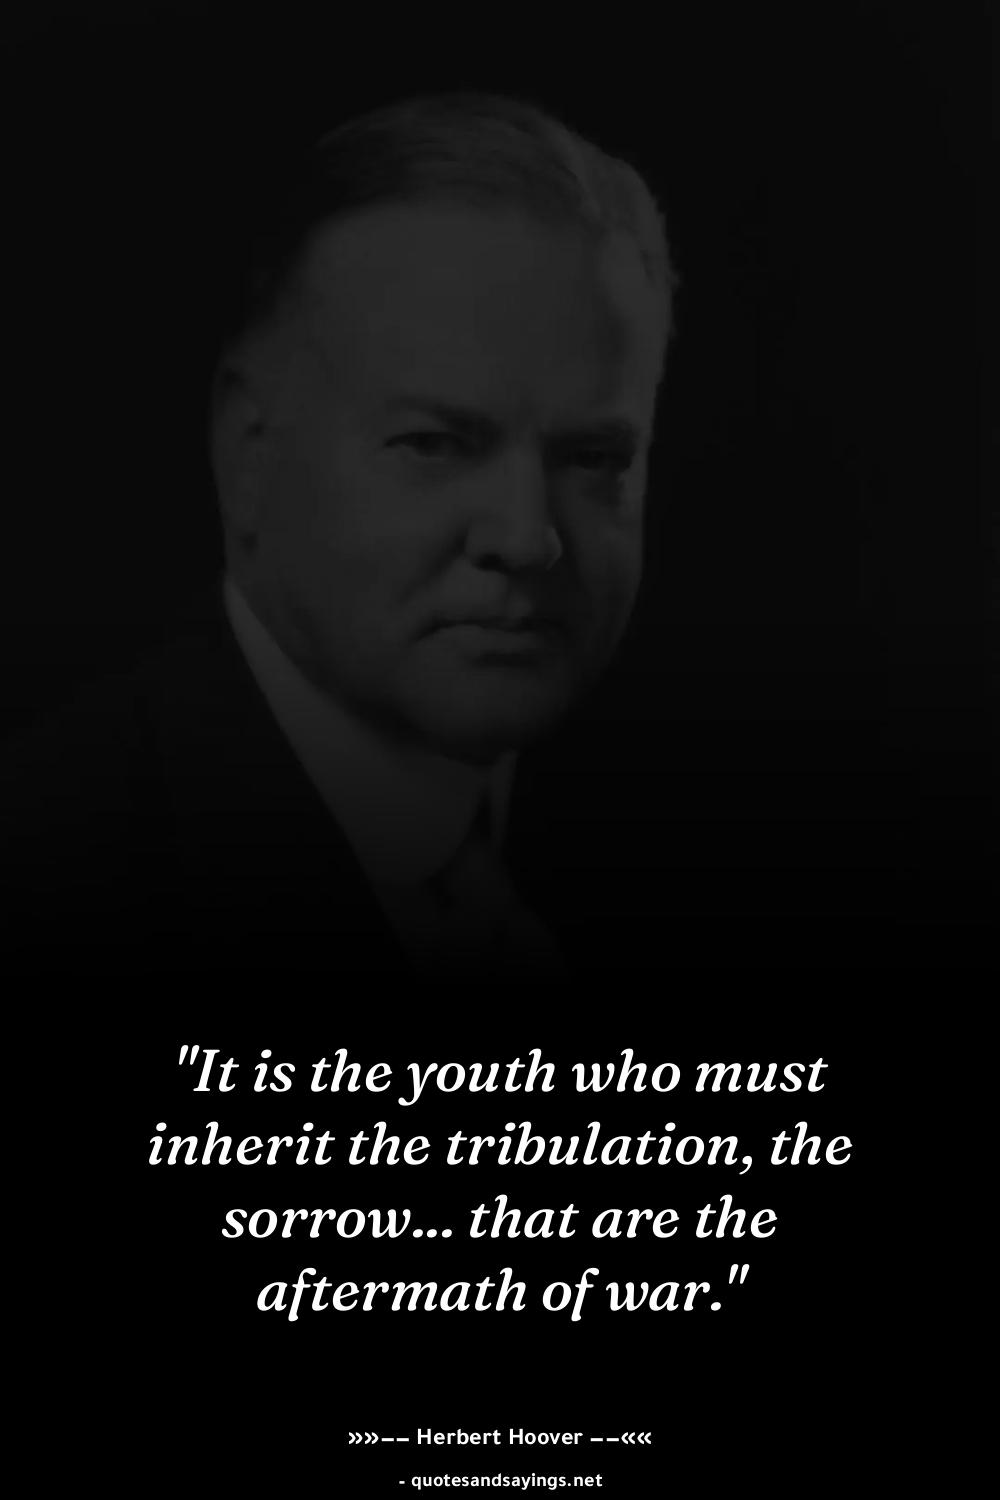 "It is the youth who must
inherit the tribulation, the
sorrow... that are the
aftermath of war."
»»–– Herbert Hoover ––««
- quotesandsayings.net